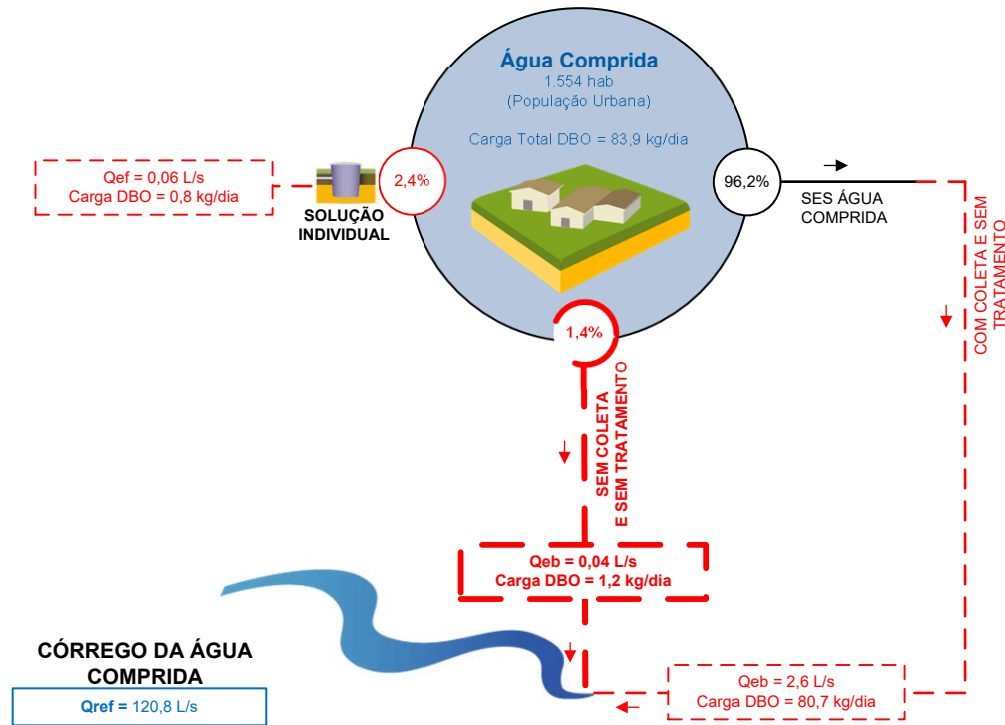 Água Comprida
1.554 hab
(População Urbana)
Carga Total DBO = 83,9 kg/dia
Qef = 0,06 L/s
Carga DBO = 0,8 kg/dia
SOLUÇÃO
INDIVIDUAL
2,4%
96,2%
SES ÁGUA
COMPRIDA
COM COLETA E SEM
TRATAMENTO
1,4%
SEM COLETA
E SEM TRATAMENTO
Qeb = 0,04 L/s
Carga DBO = 1,2 kg/dia
CÓRREGO DA ÁGUA
COMPRIDA
Qref = 120,8 L/s
Qeb = 2,6 L/s
Carga DBO = 80,7 kg/dia